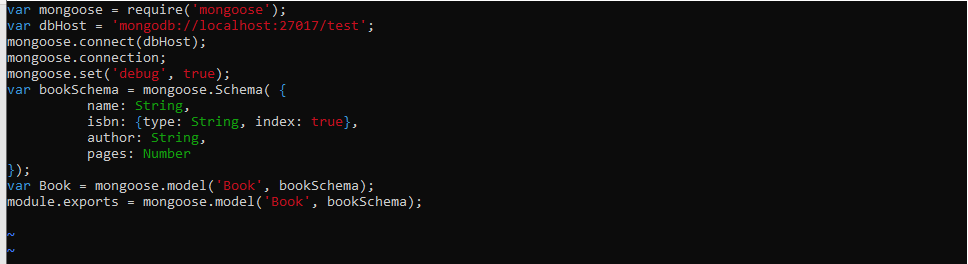 var mongoose = require('mongoose');
var dbHost = 'mongodb://localhost:27017/test';
mongoose.connect(dbHost);
mongoose.connection;
mongoose.set('debug', true);
var bookSchema = mongoose.Schema( {
        name: String,
        isbn: {type: String, index: true},
        author: String,
        pages: Number
});
var Book = mongoose.model('Book', bookSchema);
module.exports = mongoose.model('Book', bookSchema);

~
~